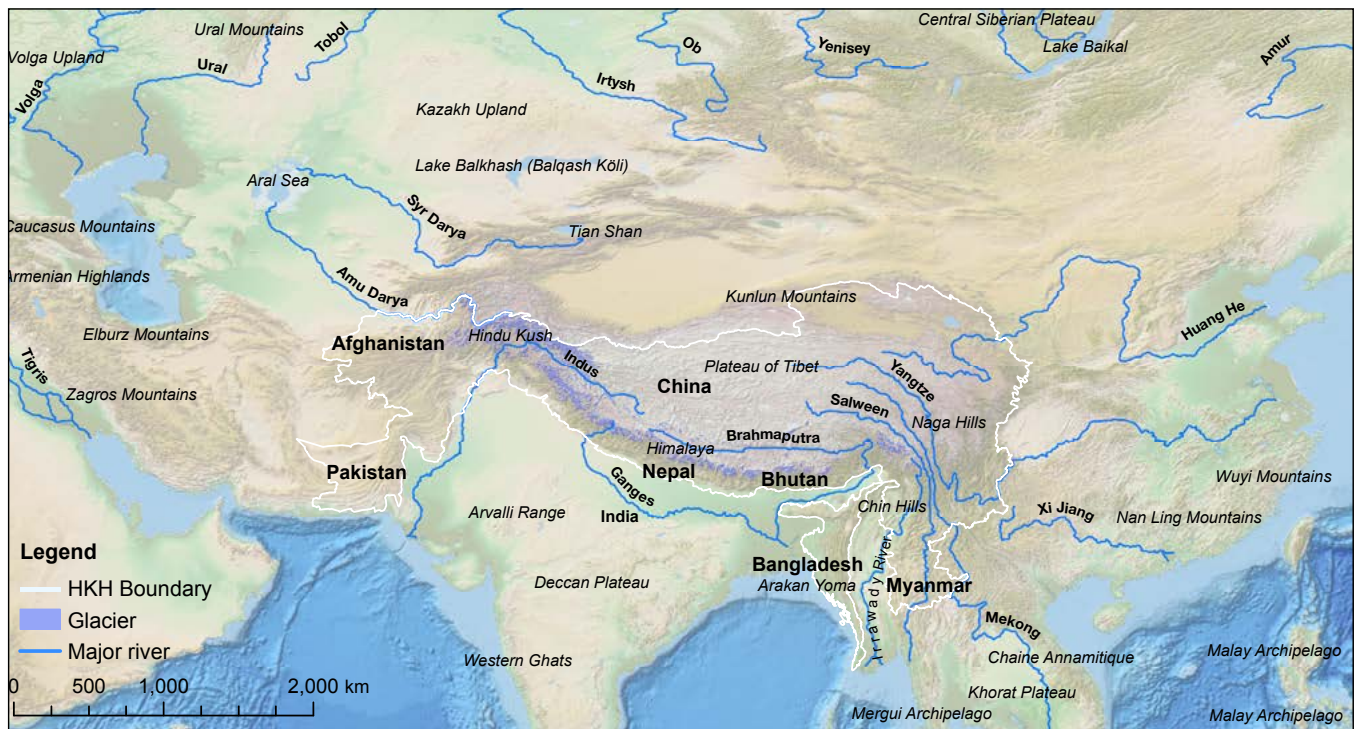 Central Siberian Plateau
Ural Mountains
Tobol
Ob
Yenisey
Lake Baikal
Amur
Volga Upland
Ural
Volga
Irtysh
Kazakh Upland
Lake Balkhash (Balqash Köli)
Aral Sea
Syr Darya
Tian Shan
Caucasus Mountains
Armenian Highlands
Amu Darya
Kunlun Mountains
Elburz Mountains
Afghanistan
Hindu Kush
Huang He
Indus
Plateau of Tibet
Yangtze
Tigris
Zagros Mountains
China
Salween
Naga Hills
Himalaya
Brahmaputra
Pakistan
Nepal
Bhutan
Wuyi Mountains
Ganges
India
Arvalli Range
Chin Hills
Xi Jiang
Nan Ling Mountains
Legend
HKH Boundary
Glacier
Major river
0 500 1,000 2,000 km
Bangladesh
Deccan Plateau
Arakan Yoma
Irrawady River
Myanmar
Mekong
Western Ghats
Chaine Annamitique
Malay Archipelago
Khorat Plateau
Mergui Archipelago
Malay Archipelago